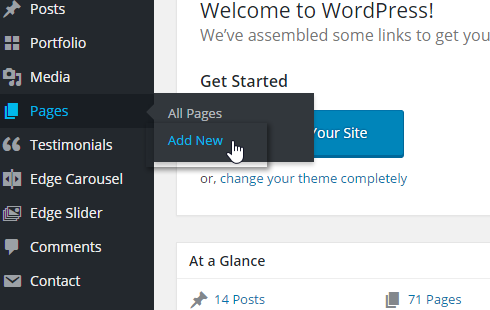 Posts
Portfolio
Media
Pages
Testimonials
Edge Carousel
Edge Slider
Comments
Contact
All Pages
Add New
Welcome to WordPress!
We've assembled some links to get you
Get Started
Your Site
or, change your theme completely
At a Glance
14 Posts
71 Pages